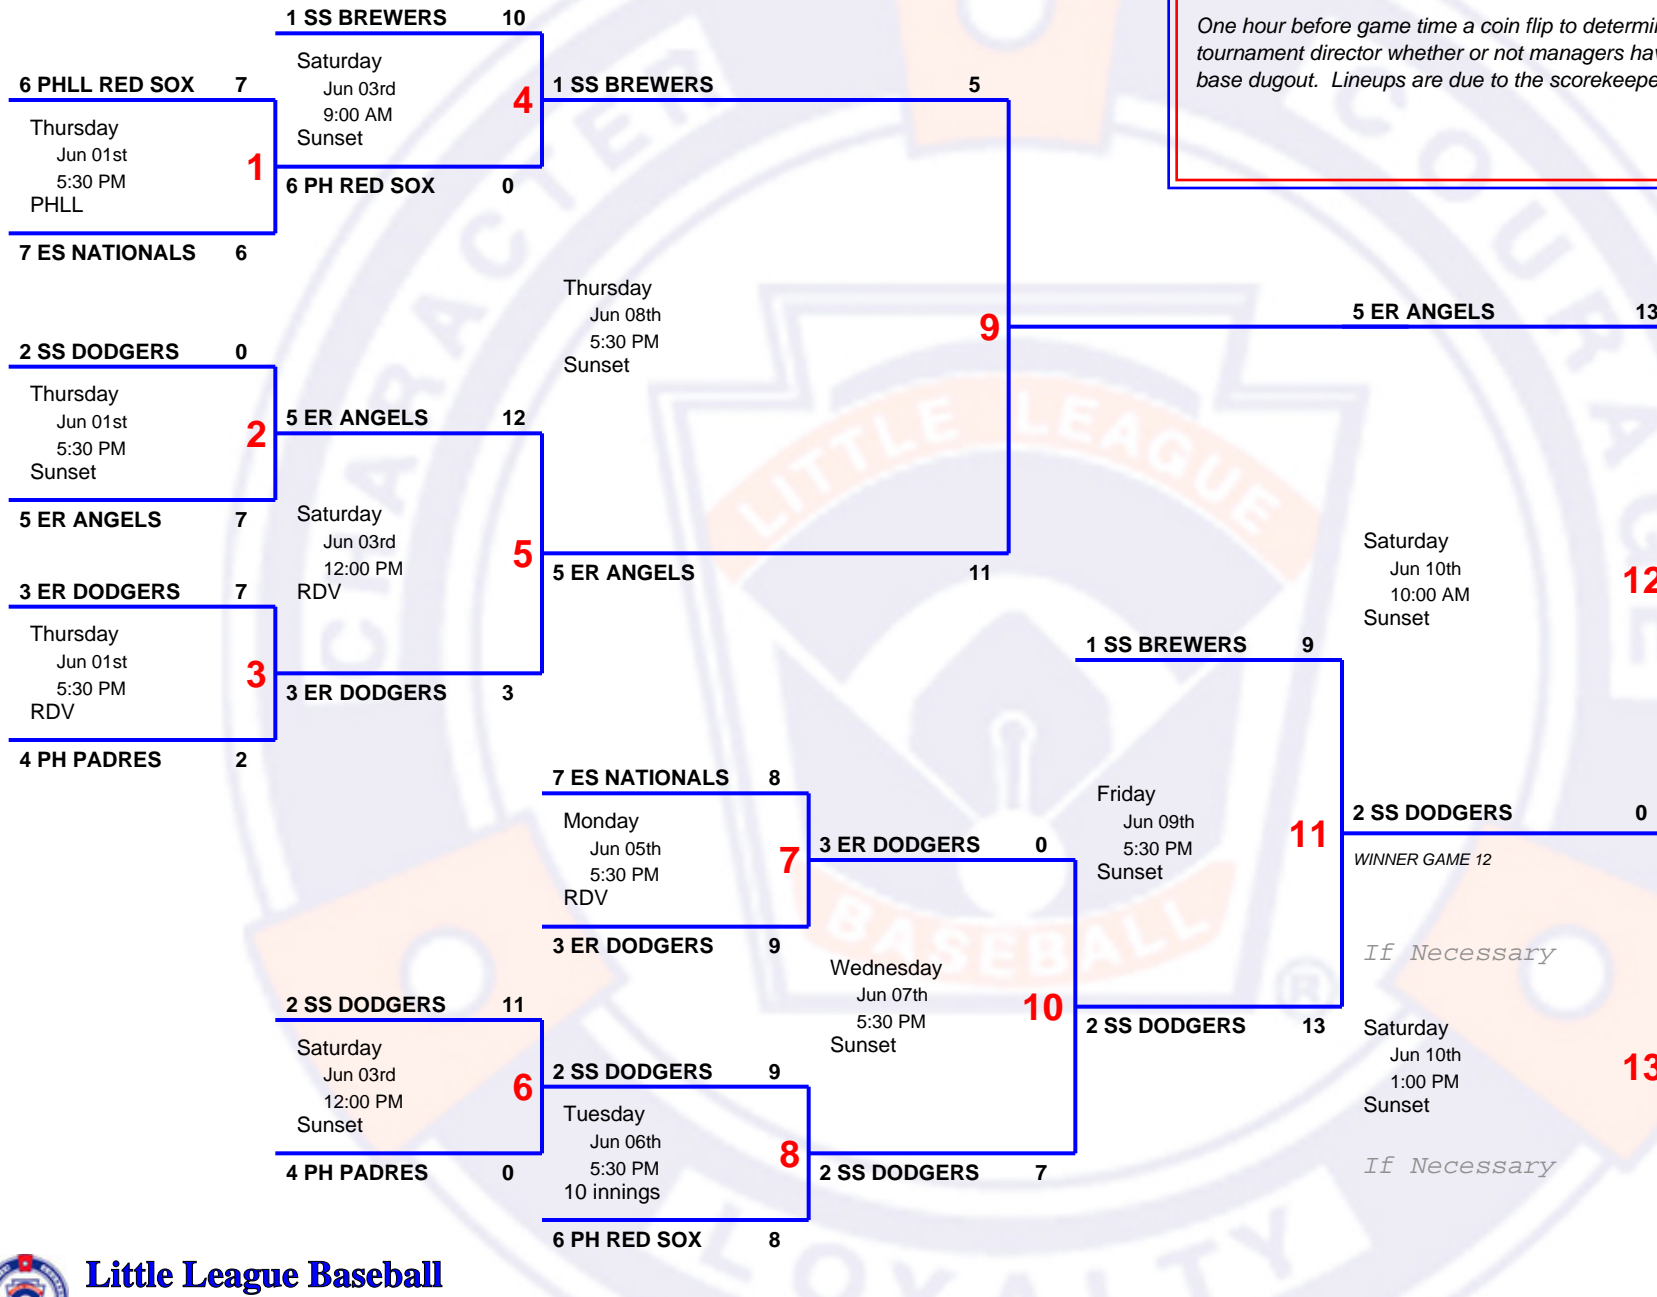 One hour before game time a coin flip to determin
tournament director whether or not managers hav
base dugout.  Lineups are due to the scorekeepe
1 SS BREWERS 10
Saturday
Jun 03rd
9:00 AM
Sunset
4
6 PH RED SOX 0
6 PHLL RED SOX 7
Thursday
Jun 01st
5:30 PM
PHLL
1
7 ES NATIONALS 6
1 SS BREWERS 5
Thursday
Jun 08th
5:30 PM
Sunset
9
5 ER ANGELS 11
5 ER ANGELS 13
2 SS DODGERS 0
Thursday
Jun 01st
5:30 PM
Sunset
2
5 ER ANGELS 7
5 ER ANGELS 12
Saturday
Jun 03rd
12:00 PM
RDV
5
3 ER DODGERS 3
3 ER DODGERS 7
Thursday
Jun 01st
5:30 PM
RDV
3
4 PH PADRES 2
Saturday
Jun 10th
10:00 AM
Sunset
12
1 SS BREWERS 9
Friday
Jun 09th
5:30 PM
Sunset
11
2 SS DODGERS 13
2 SS DODGERS 0
WINNER GAME 12
If Necessary
Saturday
Jun 10th
1:00 PM
Sunset
13
If Necessary
7 ES NATIONALS 8
Monday
Jun 05th
5:30 PM
RDV
7
3 ER DODGERS 9
3 ER DODGERS 0
Wednesday
Jun 07th
5:30 PM
Sunset
10
2 SS DODGERS 7
2 SS DODGERS 11
Saturday
Jun 03rd
12:00 PM
Sunset
6
4 PH PADRES 0
2 SS DODGERS 9
Tuesday
Jun 06th
5:30 PM
10 innings
8
6 PH RED SOX 8
Little League Baseball
CHARACTER
COURAGE
LOYALTY
LITTLE LEAGUE
BASEBALL
®